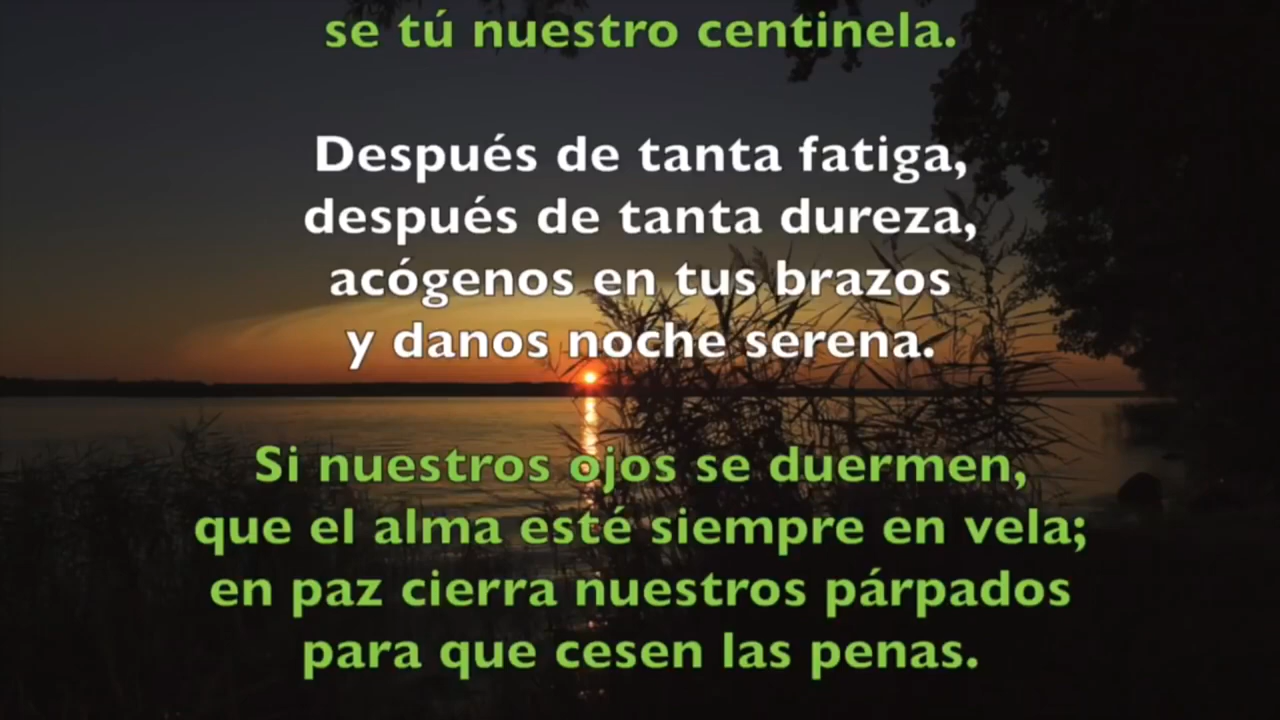 se tú nuestro centinela.
Después de tanta fatiga,
después de tanta dureza,
acógenos en tus brazos
y danos noche serena.
Si nuestros ojos se duermen,
que el alma esté siempre en vela;
en paz cierra nuestros párpados
para que cesen las penas.